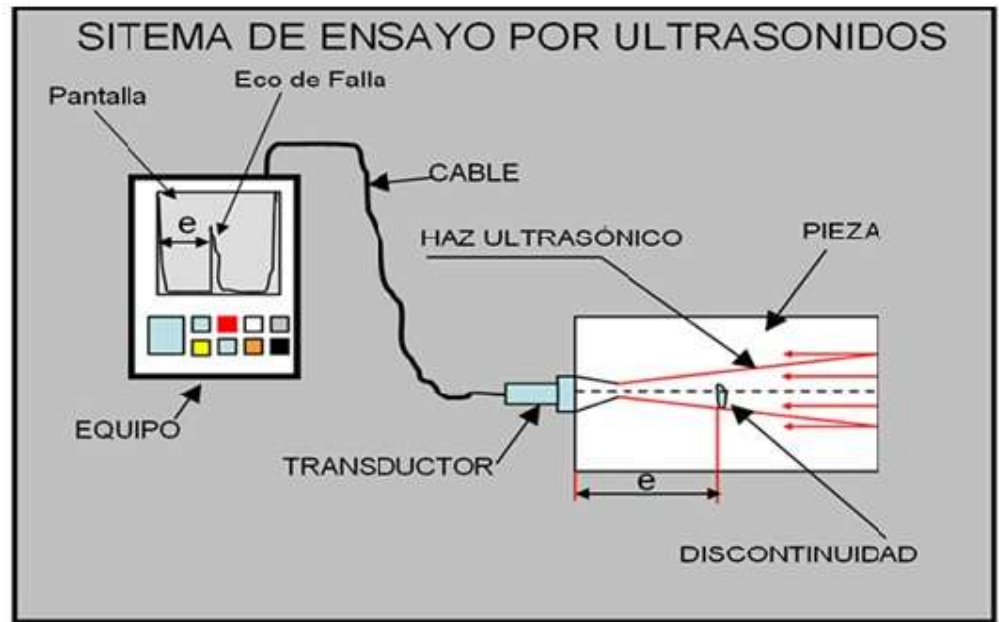 SITEMA DE ENSAYO POR ULTRASONIDOS
Eco de Falla
Pantalla
CABLE
e
HAZ ULTRASÓNICO
PIEZA
EQUIPO
TRANSDUCTOR
e
DISCONTINUIDAD